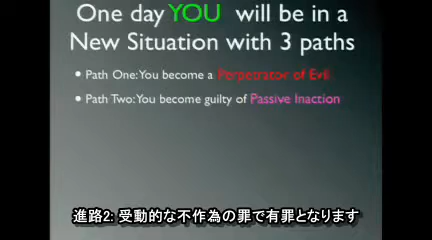 One day YOU will be in a
New Situation with 3 paths
• Path One: You become a Perpetrator of Evil
• Path Two: You become guilty of Passive Inaction
進路2: 受動的な不作為の罪で有罪となります